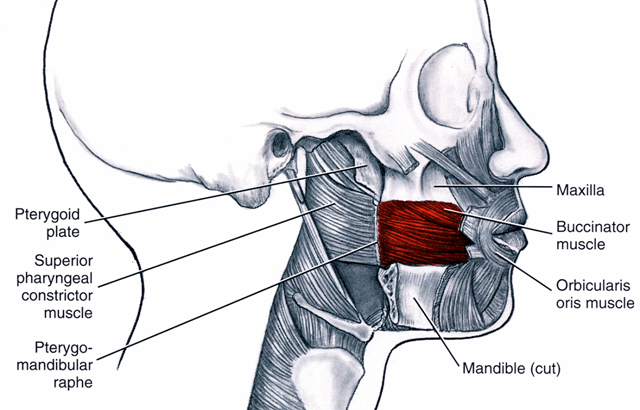 Pterygoid
plate
Superior
pharyngeal
constrictor
muscle
Pterygo-
mandibular
raphe
Maxilla
Buccinator
muscle
Orbicularis
oris muscle
Mandible (cut)